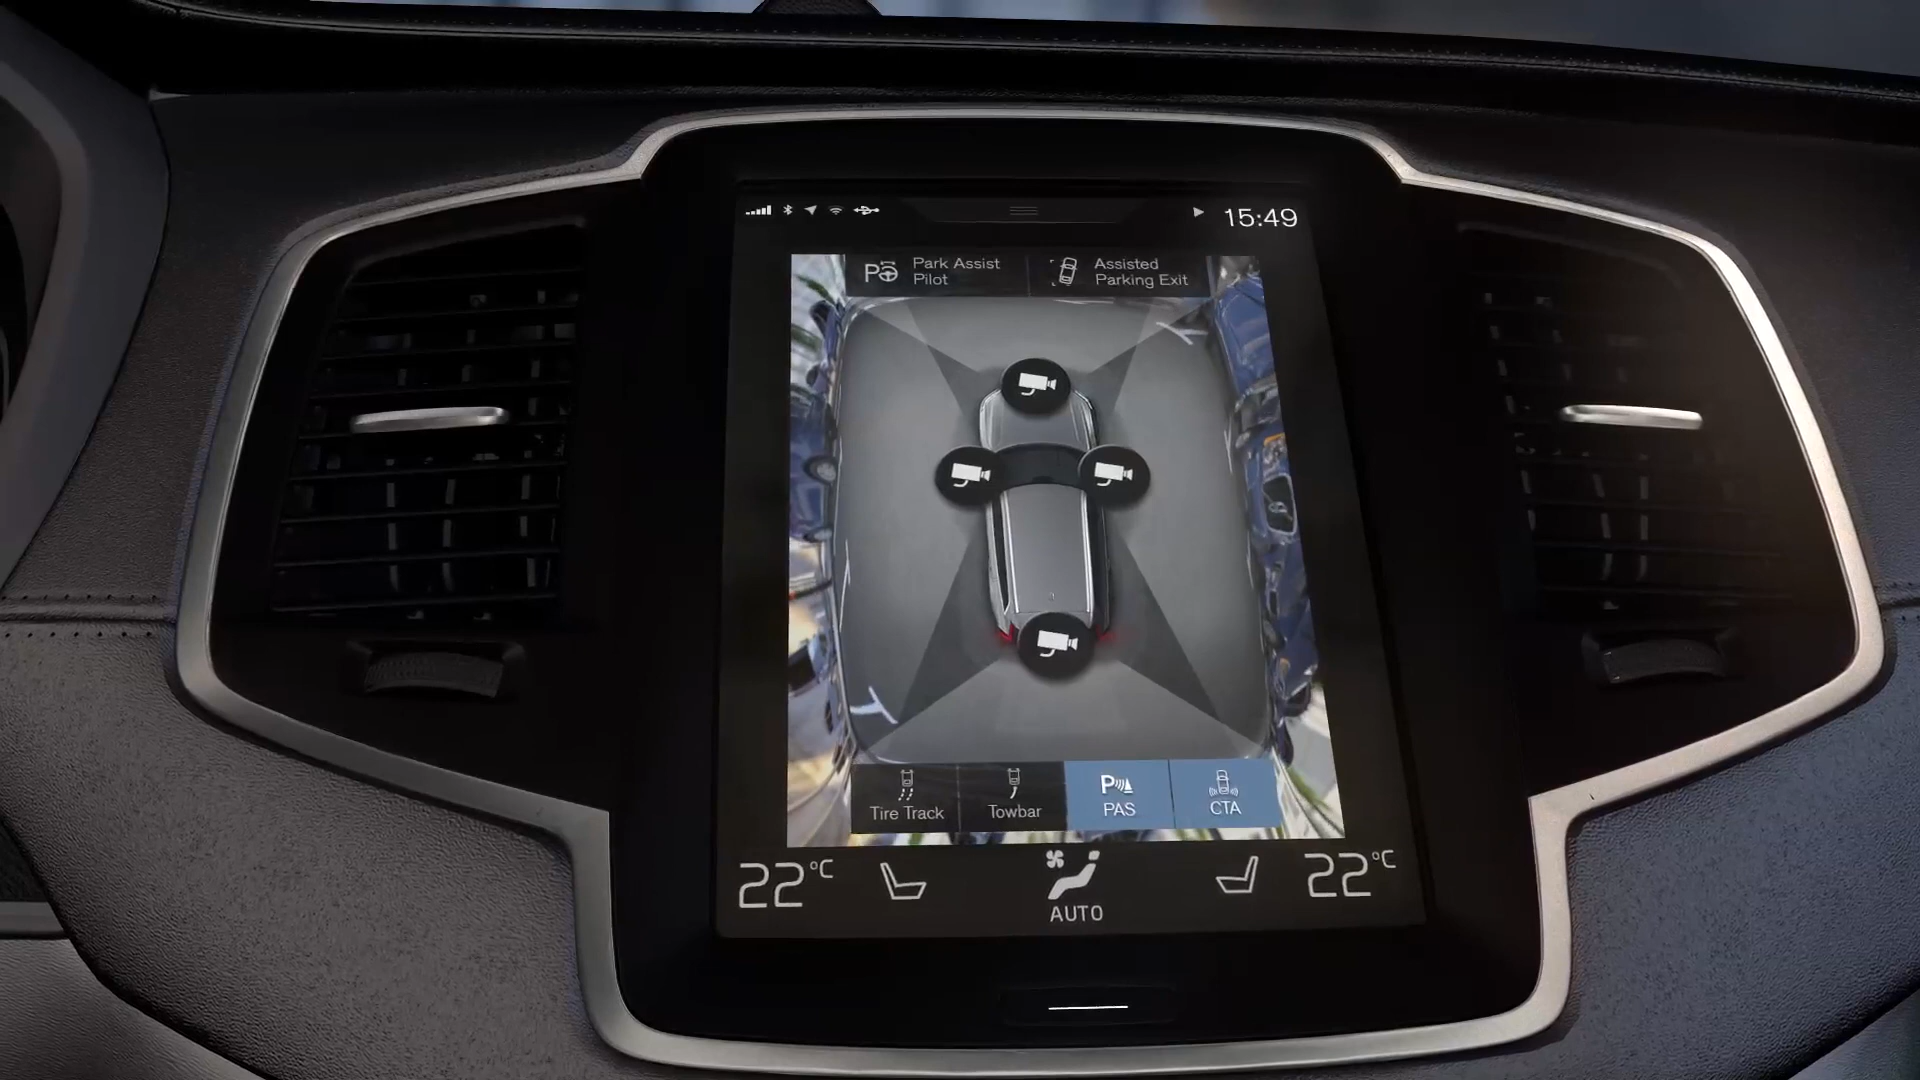 15:49
Park Assist
Pilot
Assisted
Parking Exit
Tire Track
Towbar
P
PAS
CTA
22°C
AUTO
22°C